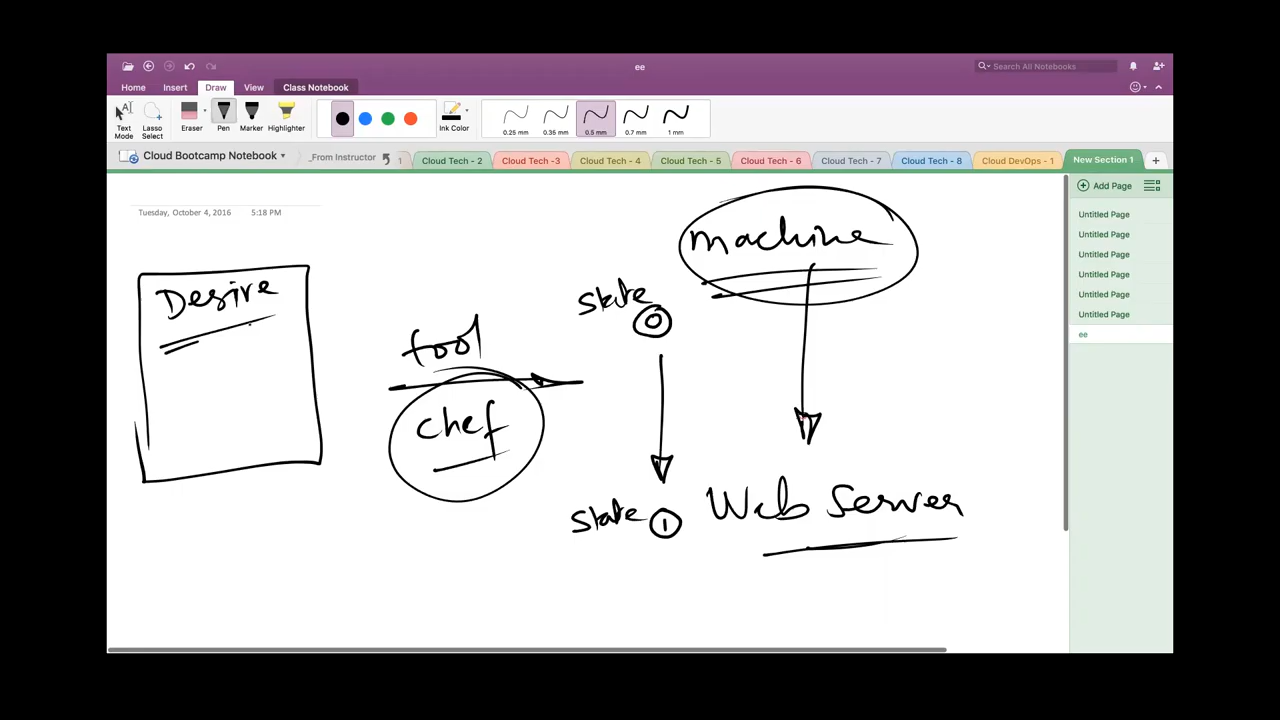 ee
Search All Notebooks
Home Insert Draw View Class Notebook
Text Mode
Lasso Select
Eraser
Pen
Marker
Highlighter
Ink Color
0.25 mm 0.35 mm 0.5 mm 0.7 mm 1 mm
Cloud Bootcamp Notebook
_From Instructor 1 Cloud Tech - 2 Cloud Tech -3 Cloud Tech - 4 Cloud Tech - 5 Cloud Tech - 6 Cloud Tech - 7 Cloud Tech - 8 Cloud DevOps - 1 New Section 1 +
Add Page
Untitled Page
Untitled Page
Untitled Page
Untitled Page
Untitled Page
Untitled Page
ee
Tuesday, October 4, 2016 5:18 PM
machine
Desire
State 0
tool
chef
State 1
Web Server